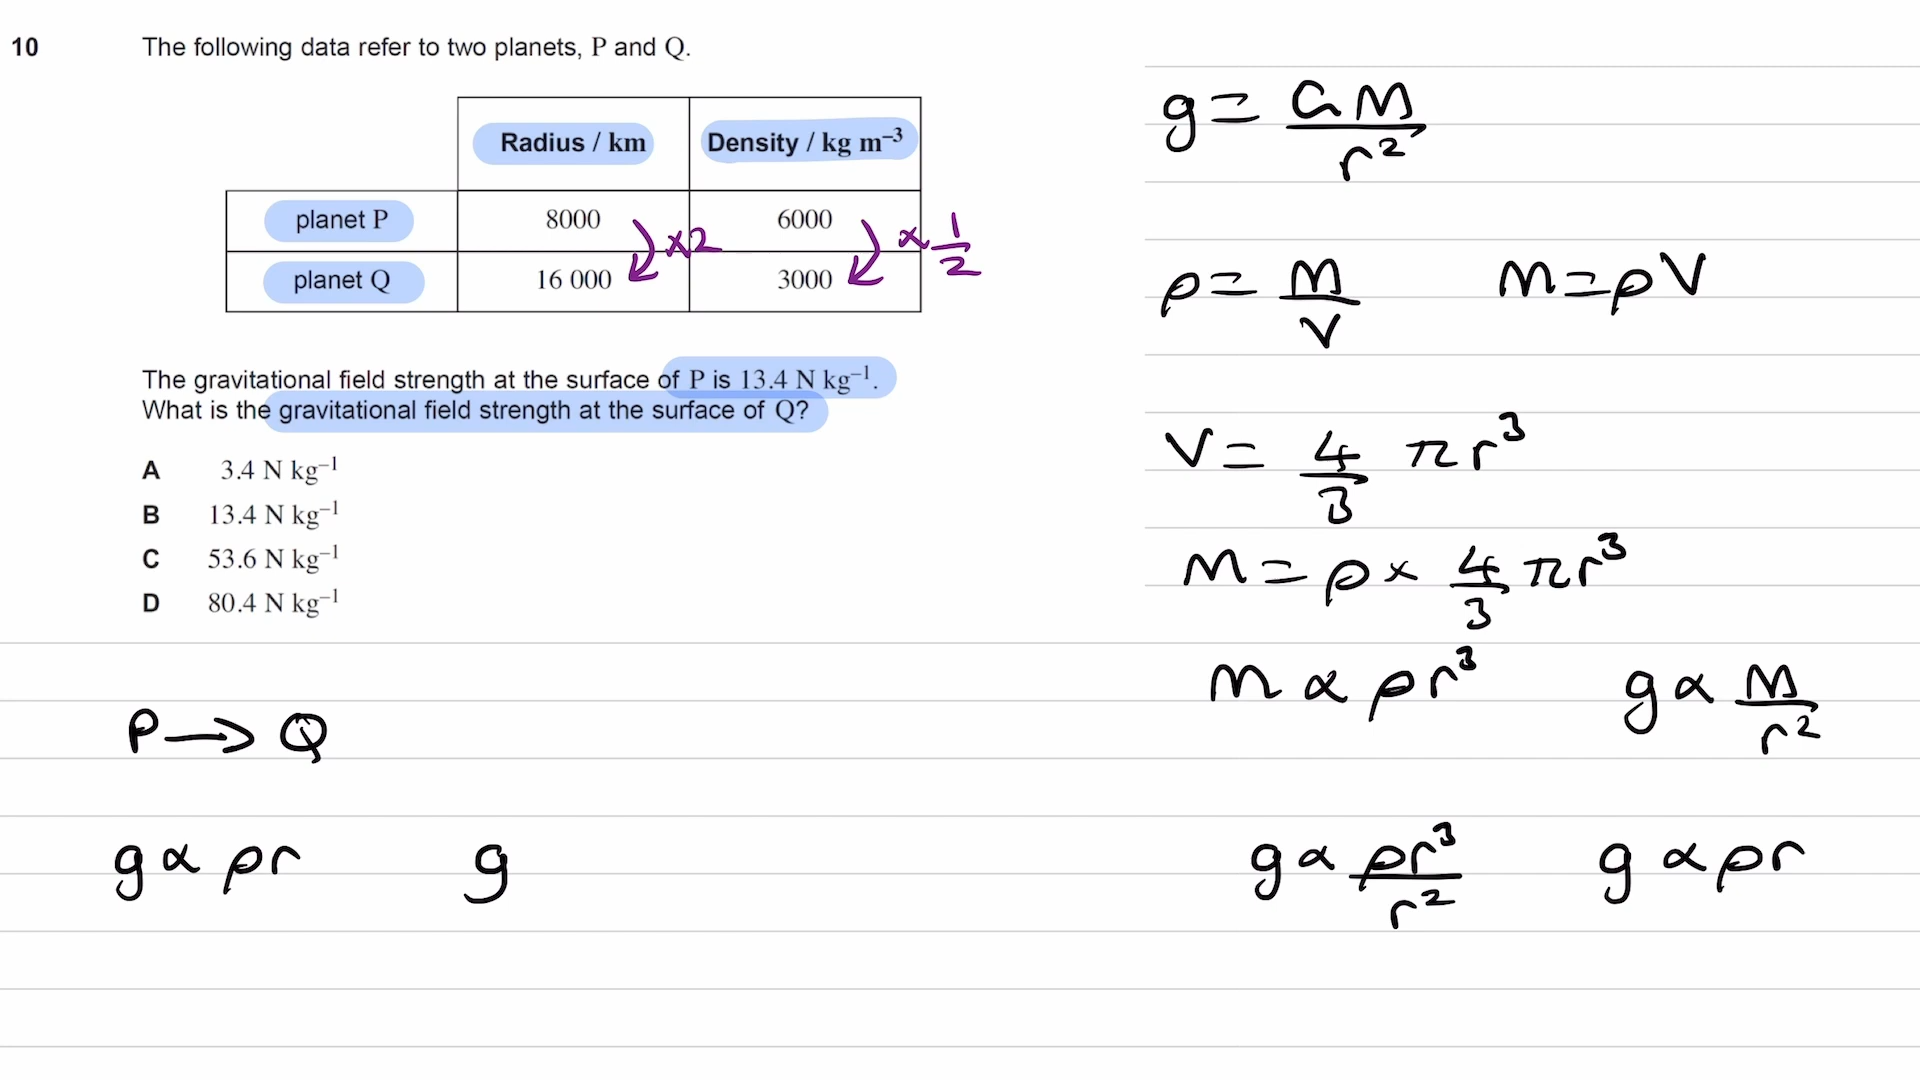 10 The following data refer to two planets, P and Q.
Radius / km Density / kg m⁻³
planet P 8000 6000
×2 × 1/2
planet Q 16 000 3000
The gravitational field strength at the surface of P is 13.4 N kg⁻¹.
What is the gravitational field strength at the surface of Q?
A 3.4 N kg⁻¹
B 13.4 N kg⁻¹
C 53.6 N kg⁻¹
D 80.4 N kg⁻¹
P → Q
g ∝ ρr g
g = GM/r²
ρ = M/V M = ρV
V = 4/3 πr³
M = ρ × 4/3 πr³
M ∝ ρr³ g ∝ M/r²
g ∝ ρr³/r² g ∝ ρr